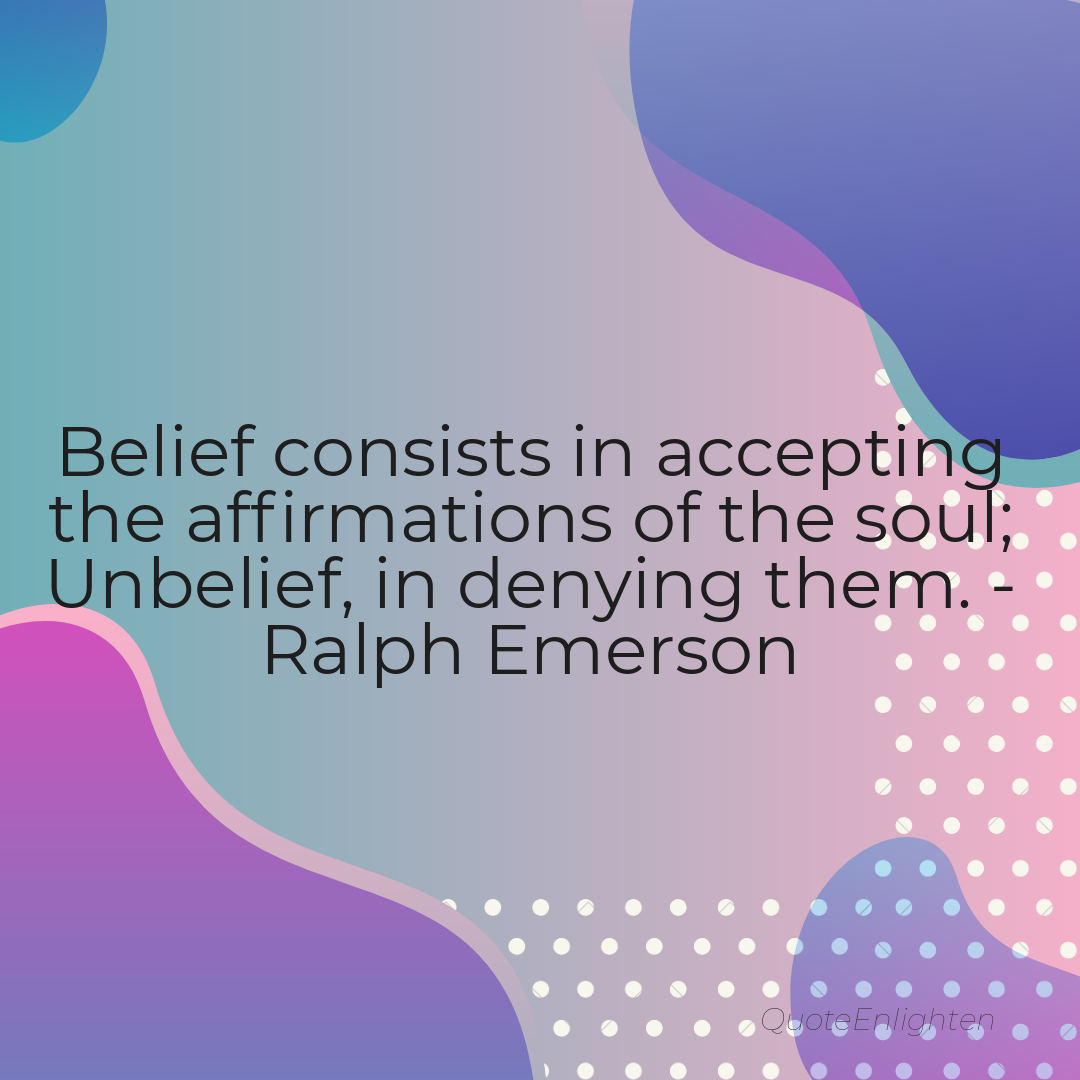 Belief consists in accepting
the affirmations of the soul;
Unbelief, in denying them. -
Ralph Emerson
QuoteEnlighten